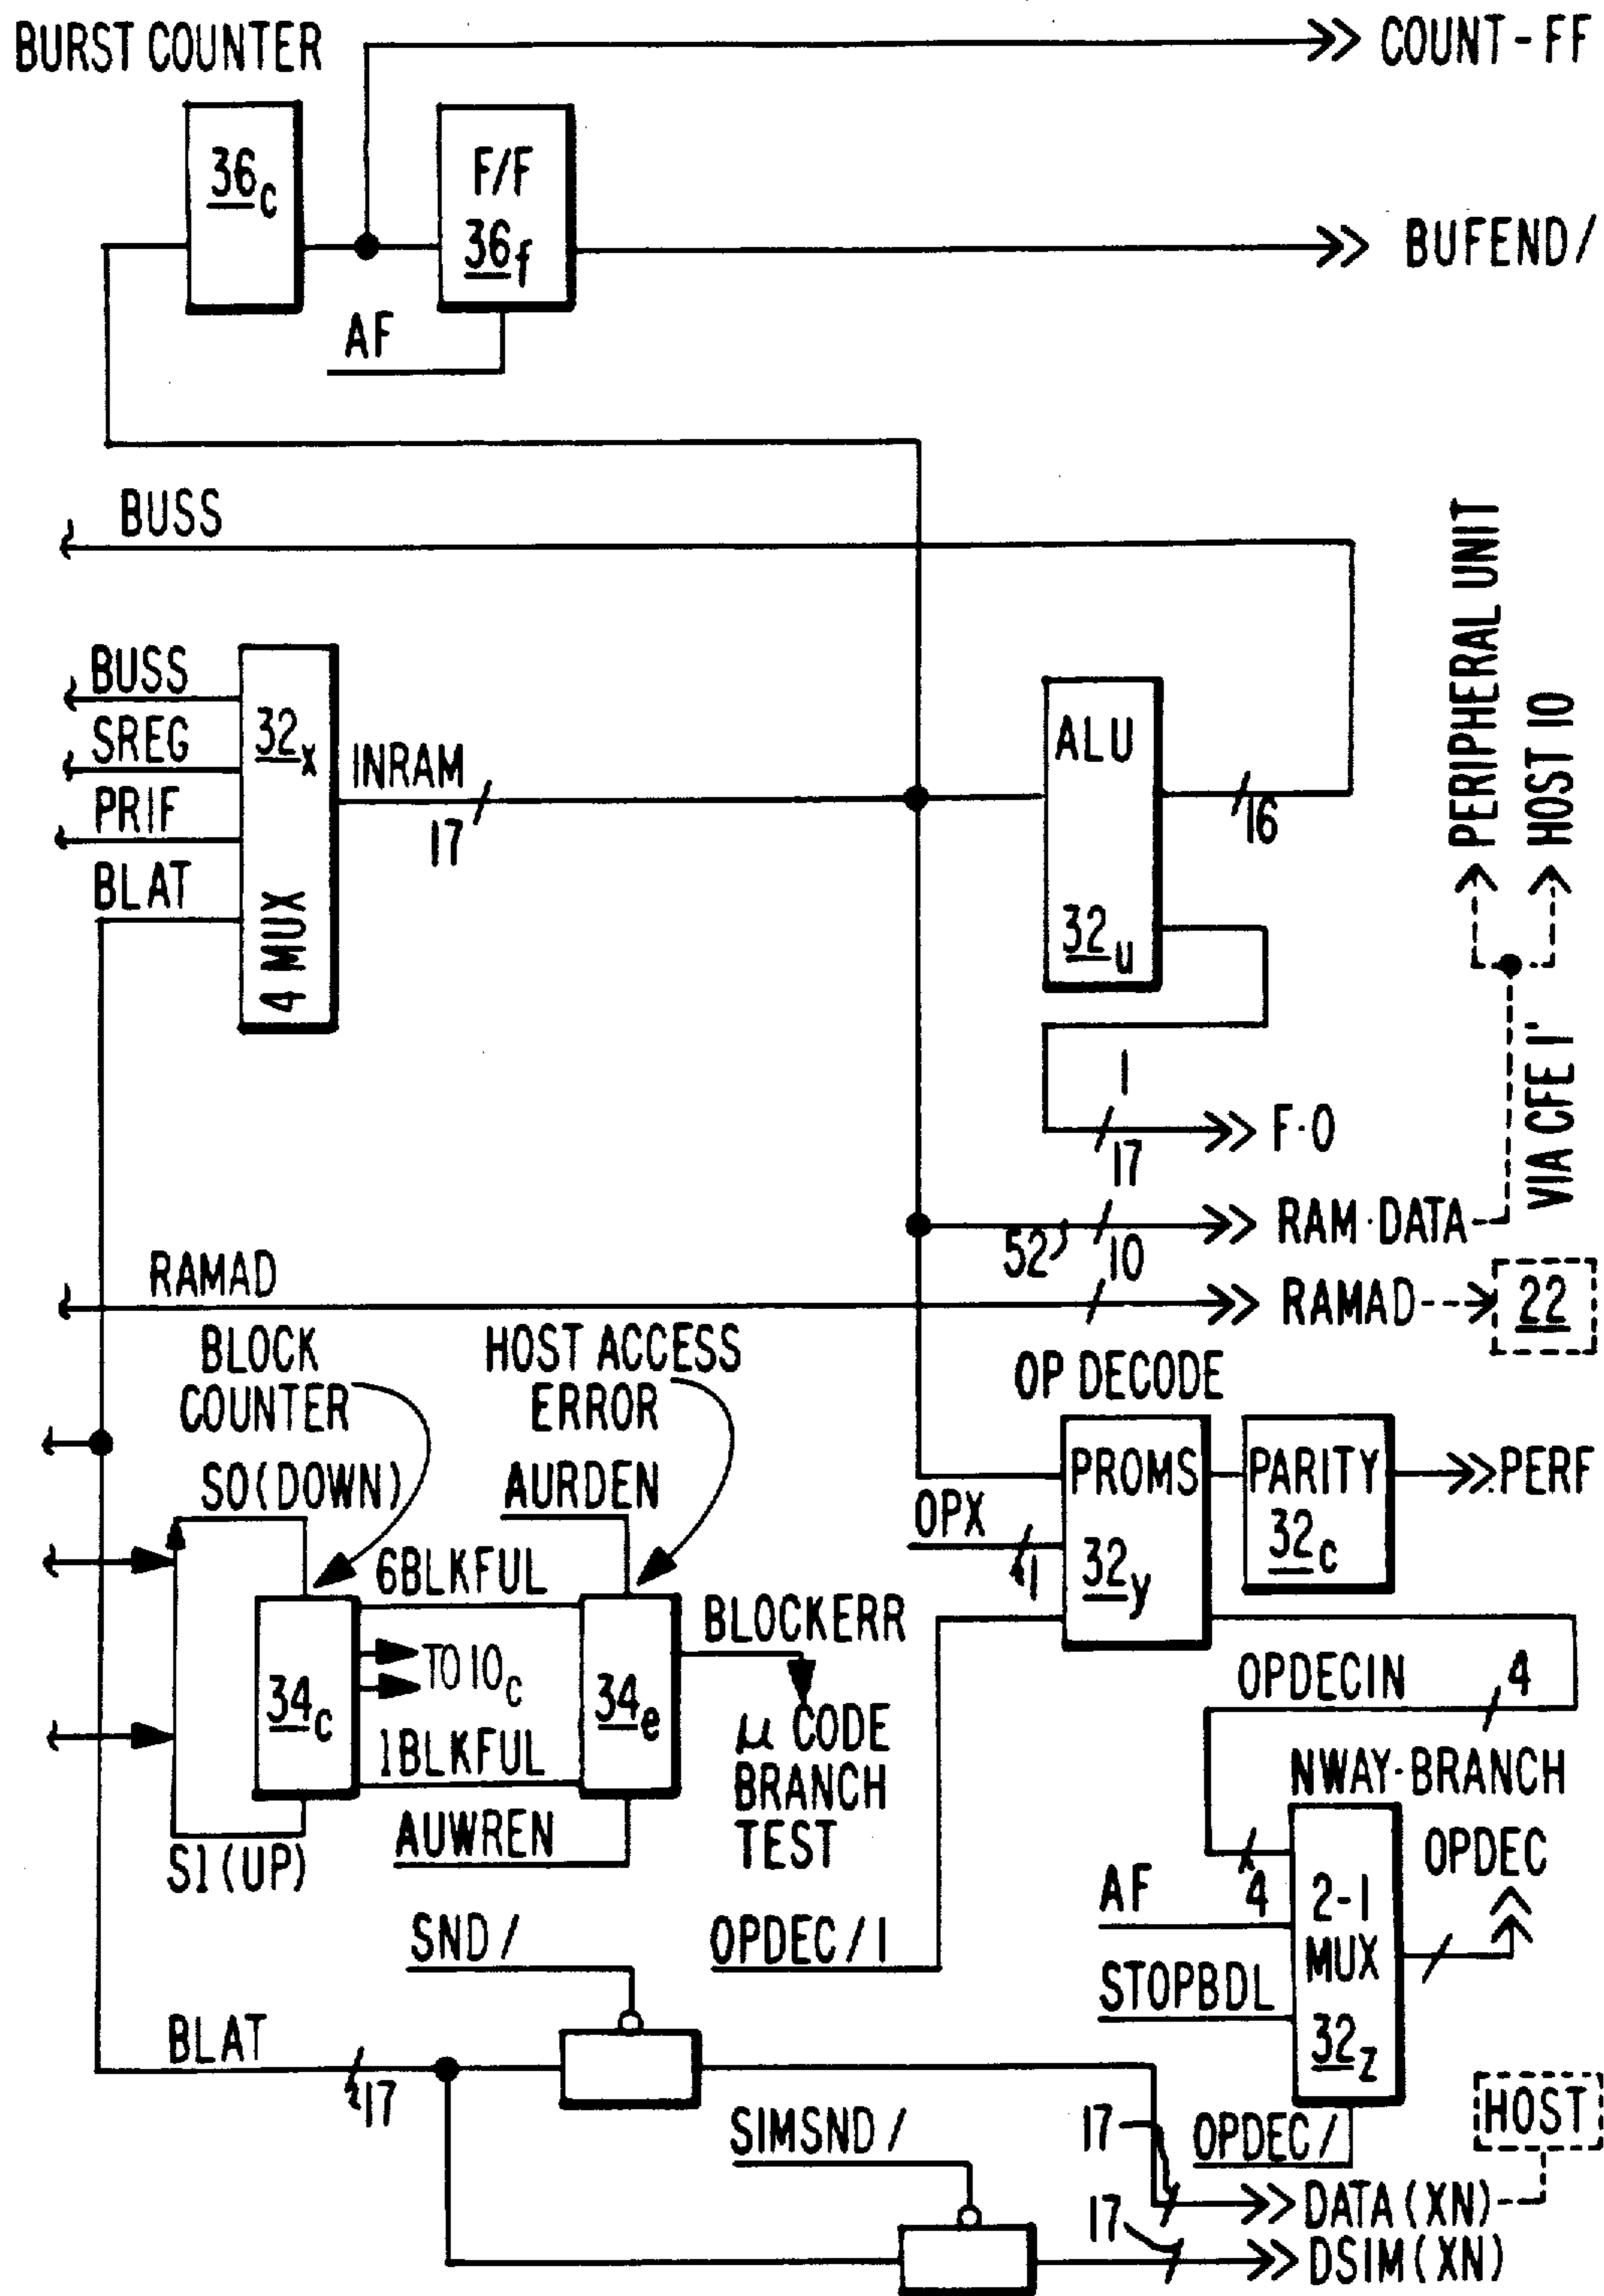 BURST COUNTER
COUNT-FF
36c
F/F
36f
BUFEND/
AF
BUSS
BUSS
SREG
PRIF
BLAT
32x
4 MUX
INRAM
17
ALU
32u
16
PERIPHERAL UNIT
HOST 10
VIA CFE 1'
1
F·0
17
RAM·DATA
52
10
RAMAD
RAMAD
22
BLOCK
COUNTER
HOST ACCESS
ERROR
OP DECODE
S0(DOWN)
AURDEN
PROMS
32y
PARITY
32c
PERF
OPX
1
6BLKFUL
34c
TO 10c
34e
BLOCKERR
1BLKFUL
μ CODE
BRANCH
TEST
AUWREN
S1(UP)
OPDECIN
4
NWAY-BRANCH
OPDEC
4
AF
2-1
MUX
32z
STOPBDL
SND/
OPDEC/1
BLAT
17
SIMSND/
17
OPDEC/
HOST
DATA(XN)
17
DSIM(XN)